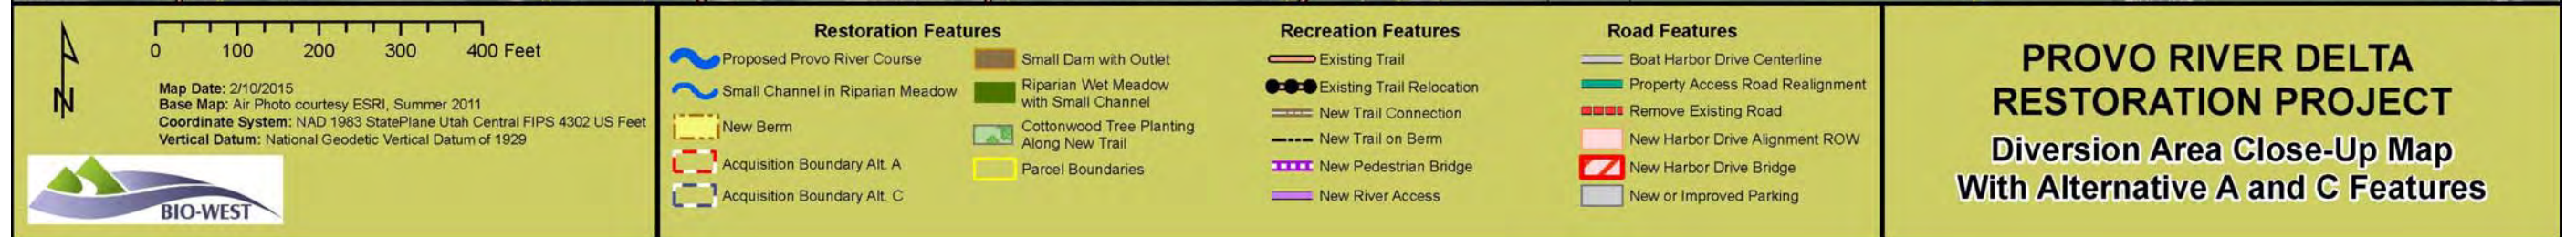 0 100 200 300 400 Feet
N
Map Date: 2/10/2015
Base Map: Air Photo courtesy ESRI, Summer 2011
Coordinate System: NAD 1983 StatePlane Utah Central FIPS 4302 US Feet
Vertical Datum: National Geodetic Vertical Datum of 1929
BIO-WEST
Restoration Features
Proposed Provo River Course
Small Channel in Riparian Meadow
New Berm
Acquisition Boundary Alt. A
Acquisition Boundary Alt. C
Small Dam with Outlet
Riparian Wet Meadow
with Small Channel
Cottonwood Tree Planting
Along New Trail
Parcel Boundaries
Recreation Features
Existing Trail
Existing Trail Relocation
New Trail Connection
New Trail on Berm
New Pedestrian Bridge
New River Access
Road Features
Boat Harbor Drive Centerline
Property Access Road Realignment
Remove Existing Road
New Harbor Drive Alignment ROW
New Harbor Drive Bridge
New or Improved Parking
PROVO RIVER DELTA
RESTORATION PROJECT
Diversion Area Close-Up Map
With Alternative A and C Features